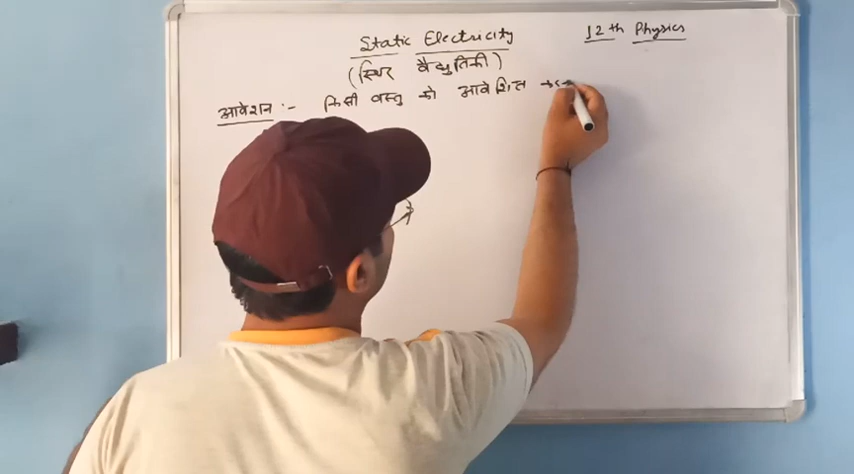 Static Electricity
12th Physics
(स्थिर वैद्युतिकी)
आवेशन :- किसी वस्तु को आवेशित